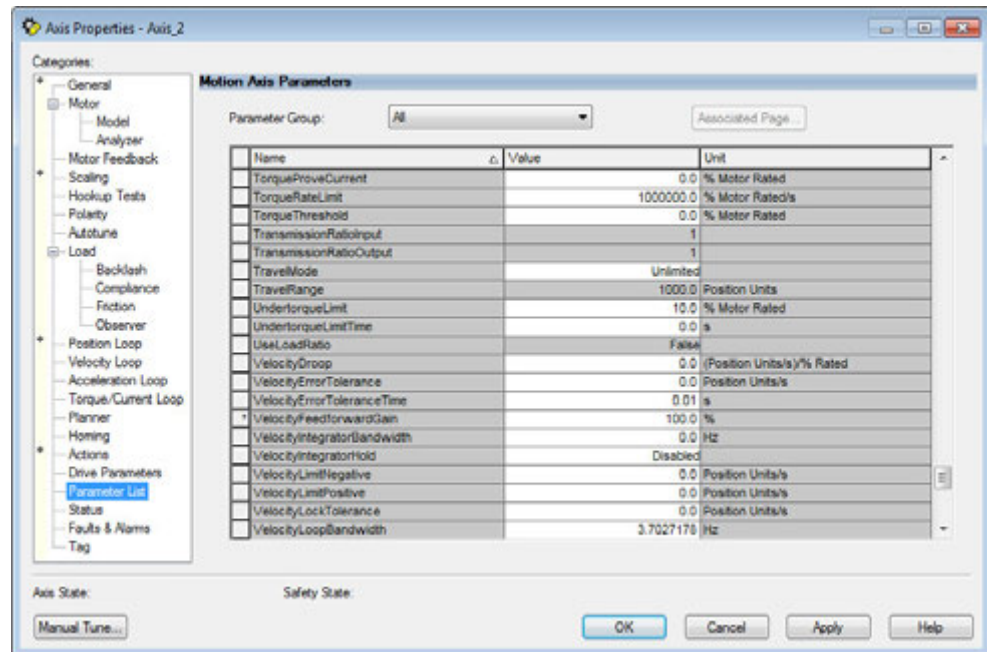 Axis Properties - Axis_2
Categories:
General
Motor
Model
Analyzer
Motor Feedback
Scaling
Hookup Tests
Polarity
Autotune
Load
Backlash
Compliance
Friction
Observer
Position Loop
Velocity Loop
Acceleration Loop
Torque/Current Loop
Planner
Homing
Actions
Drive Parameters
Parameter List
Status
Faults & Alarms
Tag
Motion Axis Parameters
Parameter Group: All Associated Page...
Name Value Unit
TorqueProveCurrent 0.0 % Motor Rated
TorqueRateLimit 1000000.0 % Motor Rated/s
TorqueThreshold 0.0 % Motor Rated
TransmissionRatioInput 1
TransmissionRatioOutput 1
TravelMode Unlimited
TravelRange 1000.0 Position Units
UndertorqueLimit 10.0 % Motor Rated
UndertorqueLimitTime 0.0 s
UseLoadRatio False
VelocityDroop 0.0 (Position Units/s)/% Rated
VelocityErrorTolerance 0.0 Position Units/s
VelocityErrorToleranceTime 0.01 s
* VelocityFeedforwardGain 100.0 %
VelocityIntegratorBandwidth 0.0 Hz
VelocityIntegratorHold Disabled
VelocityLimitNegative 0.0 Position Units/s
VelocityLimitPositive 0.0 Position Units/s
VelocityLockTolerance 0.0 Position Units/s
VelocityLoopBandwidth 3.7027178 Hz
Axis State: Safety State:
Manual Tune... OK Cancel Apply Help